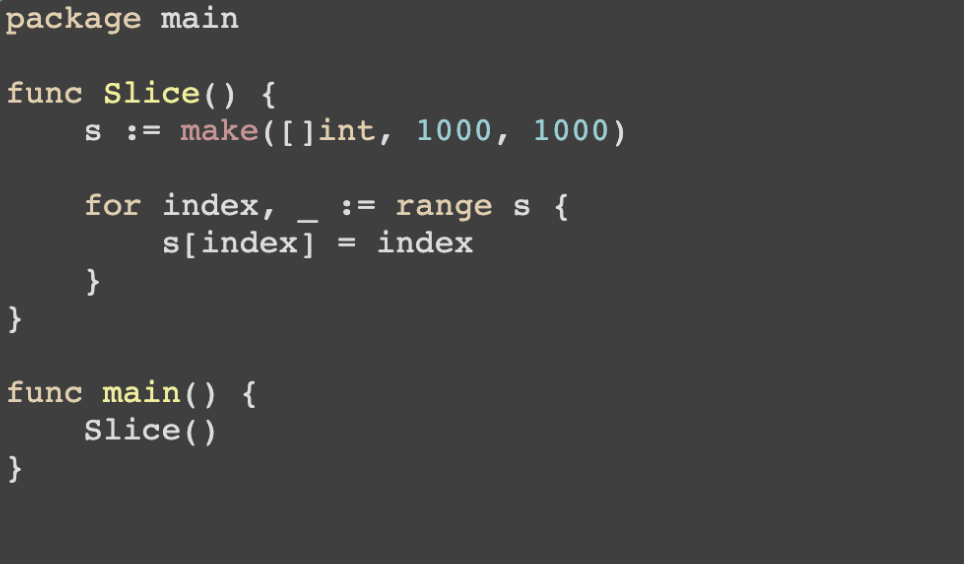 package main
func Slice() {
    s := make([]int, 1000, 1000)
    for index, _ := range s {
        s[index] = index
    }
}
func main() {
    Slice()
}